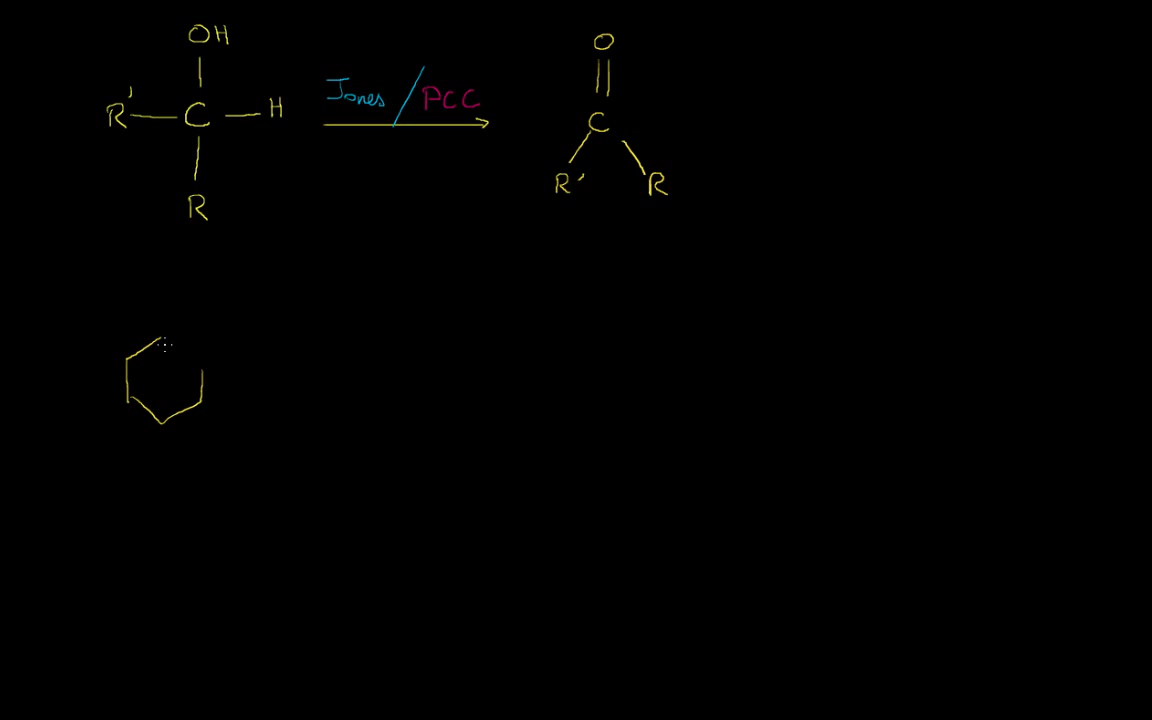 OH
R' — C — H
R
Jones / PCC
O
C
R' R